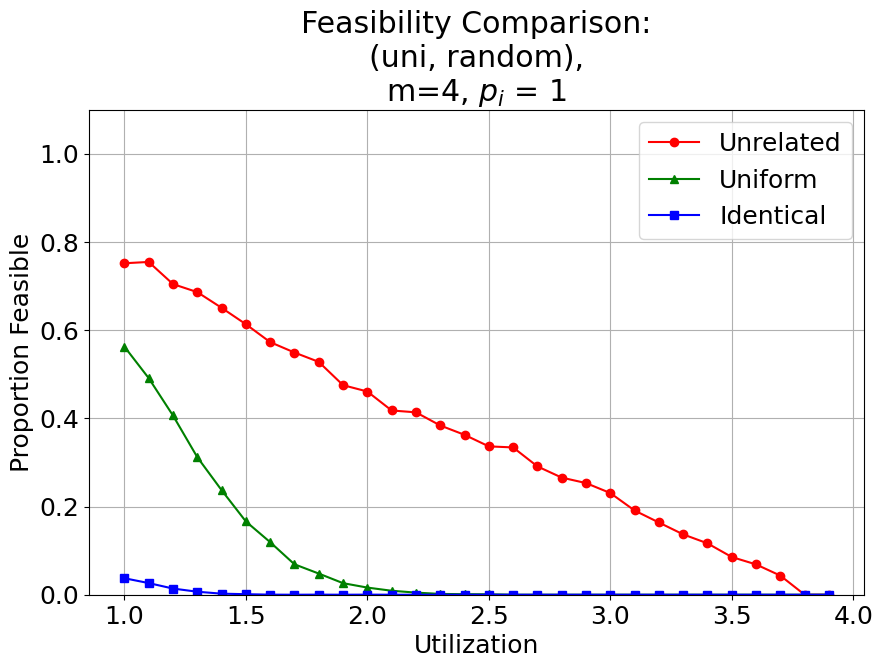 Feasibility Comparison:
(uni, random),
m=4, pᵢ = 1
Unrelated
Uniform
Identical
Proportion Feasible
1.0
0.8
0.6
0.4
0.2
0.0
1.0 1.5 2.0 2.5 3.0 3.5 4.0
Utilization